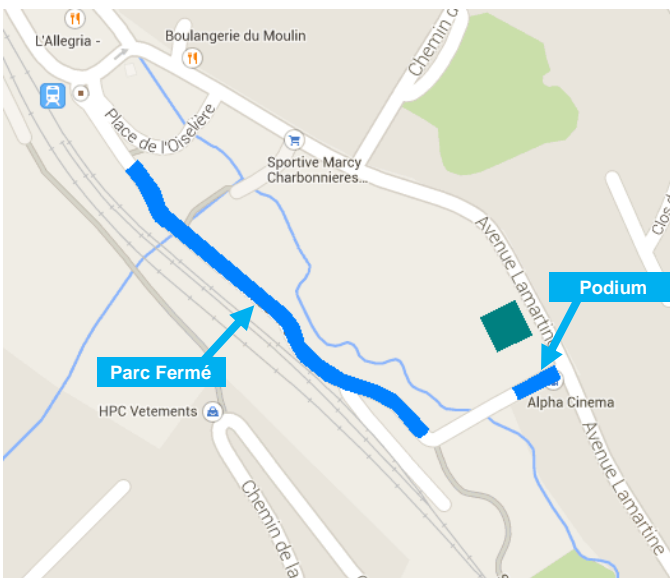 L'Allegria -
Boulangerie du Moulin
Chemin d
Place de l'Oiselière
Sportive Marcy
Charbonnieres...
Clos d
Avenue Lamartine
Podium
Parc Fermé
Alpha Cinema
HPC Vetements
Avenue Lamartine
Chemin de la